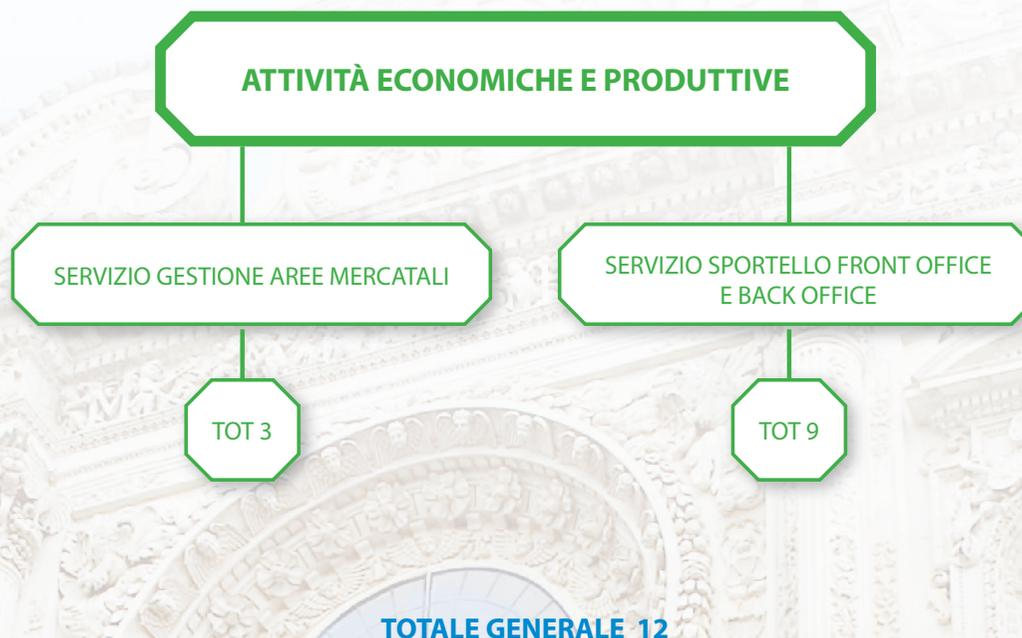 ATTIVITÀ ECONOMICHE E PRODUTTIVE
SERVIZIO GESTIONE AREE MERCATALI
SERVIZIO SPORTELLO FRONT OFFICE
E BACK OFFICE
TOT 3
TOT 9
TOTALE GENERALE 12